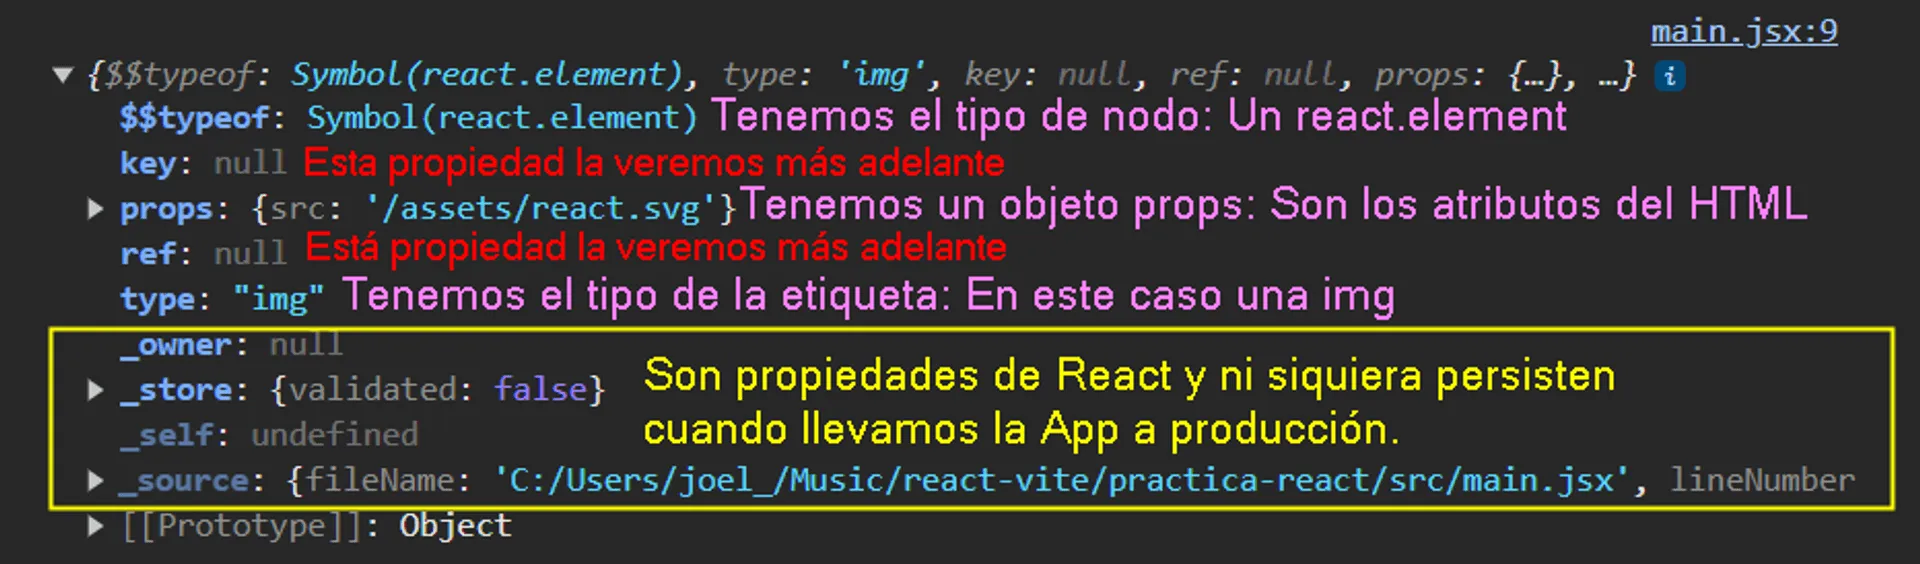 main.jsx:9
▼ {$$typeof: Symbol(react.element), type: 'img', key: null, ref: null, props: {…}, …} i
$$typeof: Symbol(react.element) Tenemos el tipo de nodo: Un react.element
key: null Esta propiedad la veremos más adelante
▶ props: {src: '/assets/react.svg'} Tenemos un objeto props: Son los atributos del HTML
ref: null Está propiedad la veremos más adelante
type: "img" Tenemos el tipo de la etiqueta: En este caso una img
_owner: null
▶ _store: {validated: false} Son propiedades de React y ni siquiera persisten
_self: undefined cuando llevamos la App a producción.
▶ _source: {fileName: 'C:/Users/joel_/Music/react-vite/practica-react/src/main.jsx', lineNumber
▶ [[Prototype]]: Object